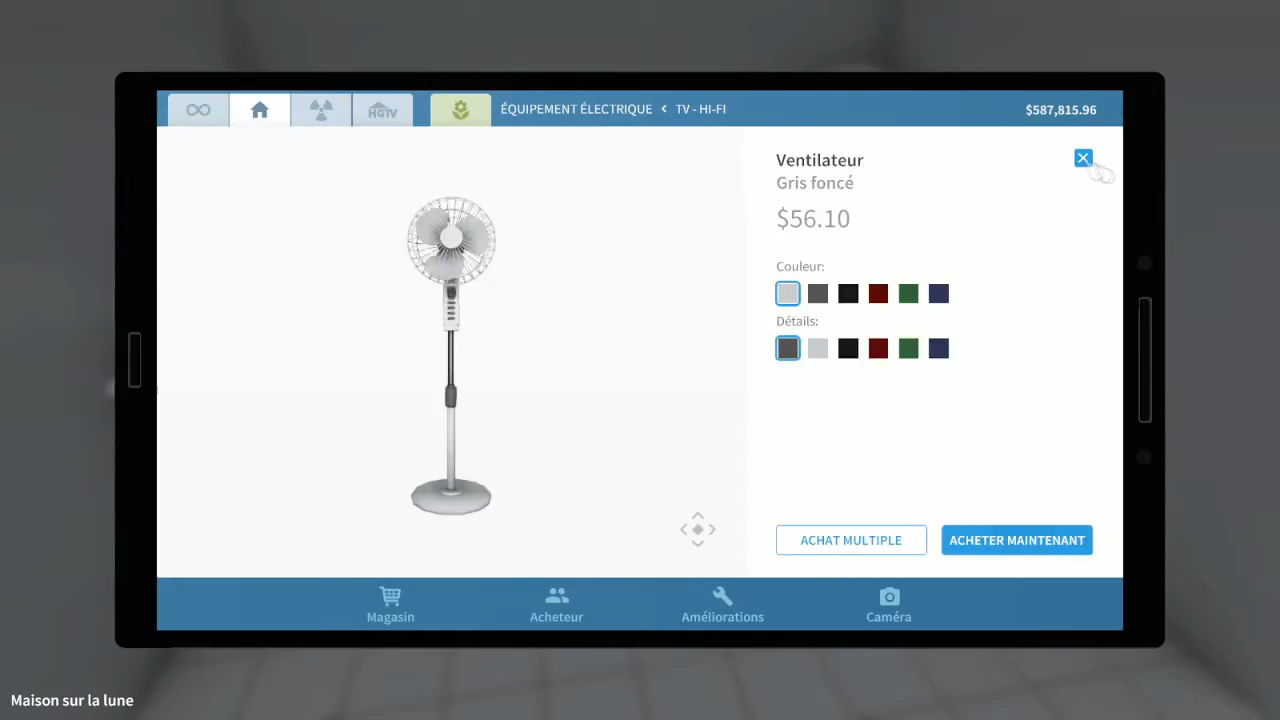 HGTV
ÉQUIPEMENT ÉLECTRIQUE < TV - HI-FI
$587,815.96
Ventilateur
Gris foncé
$56.10
Couleur:
Détails:
ACHAT MULTIPLE
ACHETER MAINTENANT
Magasin
Acheteur
Améliorations
Caméra
Maison sur la lune